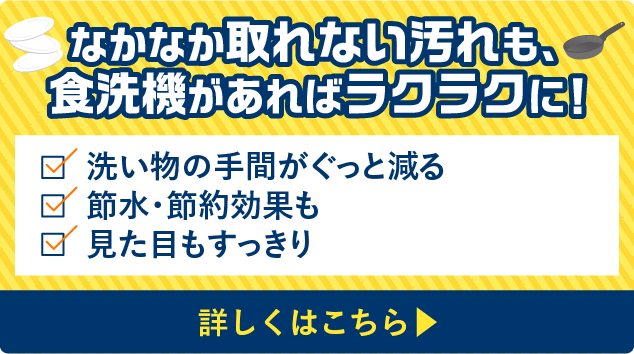 なかなか取れない汚れも、
食洗機があればラクラクに!
洗い物の手間がぐっと減る
節水・節約効果も
見た目もすっきり
詳しくはこちら▶